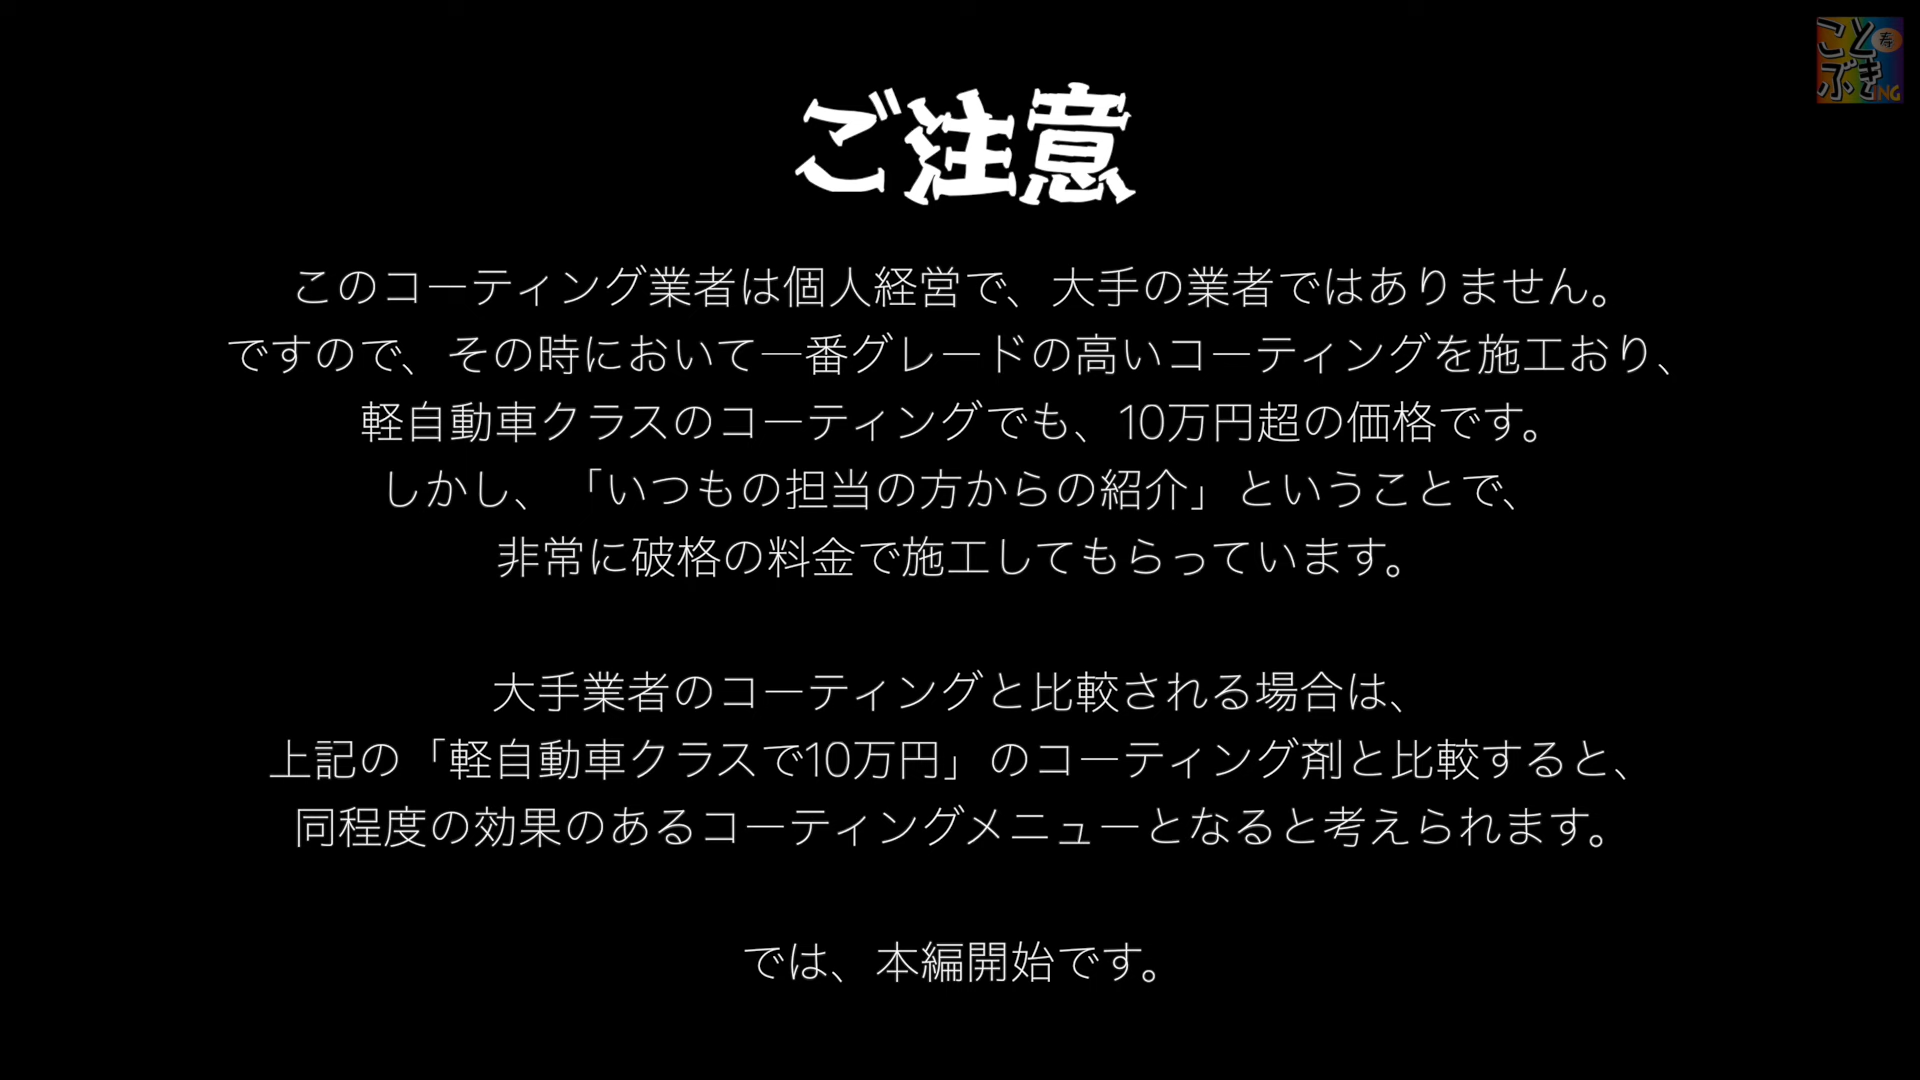 ことぶきING
寿
ご注意
このコーティング業者は個人経営で、大手の業者ではありません。
ですので、その時において一番グレードの高いコーティングを施工おり、
軽自動車クラスのコーティングでも、10万円超の価格です。
しかし、「いつもの担当の方からの紹介」ということで、
非常に破格の料金で施工してもらっています。
大手業者のコーティングと比較される場合は、
上記の「軽自動車クラスで10万円」のコーティング剤と比較すると、
同程度の効果のあるコーティングメニューとなると考えられます。
では、本編開始です。